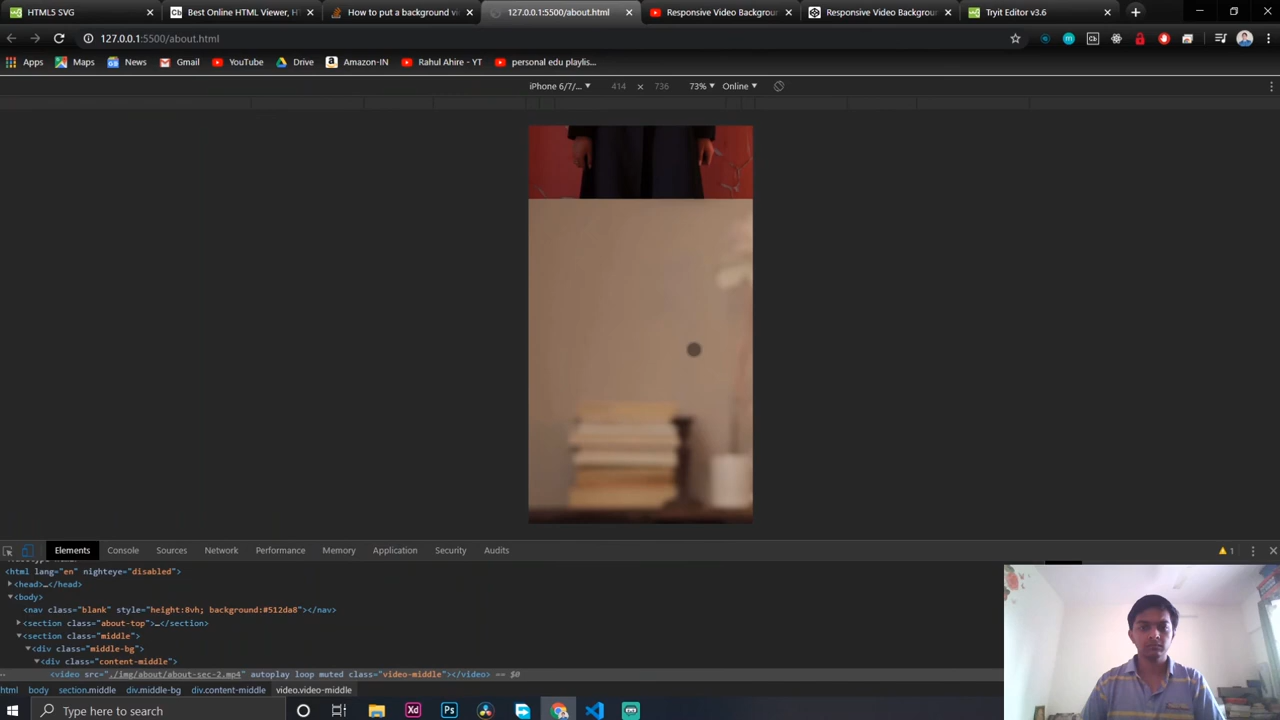 HTML5 SVG
Best Online HTML Viewer, H
How to put a background vi
127.0.0.1:5500/about.html
Responsive Video Backgroun
Responsive Video Backgroun
Tryit Editor v3.6
127.0.0.1:5500/about.html
Apps
Maps
News
Gmail
YouTube
Drive
Amazon-IN
Rahul Ahire - YT
personal edu playlis...
iPhone 6/7/... 414 × 736 73% Online
Elements Console Sources Network Performance Memory Application Security Audits 1
<html lang="en" nighteye="disabled">
<head>…</head>
<body>
<nav class="blank" style="height:8vh; background:#512da8"></nav>
<section class="about-top">…</section>
<section class="middle">
<div class="middle-bg">
<div class="content-middle">
<video src="./img/about/about-sec-2.mp4" autoplay loop muted class="video-middle"></video> == $0
html body section.middle div.middle-bg div.content-middle video.video-middle
Type here to search